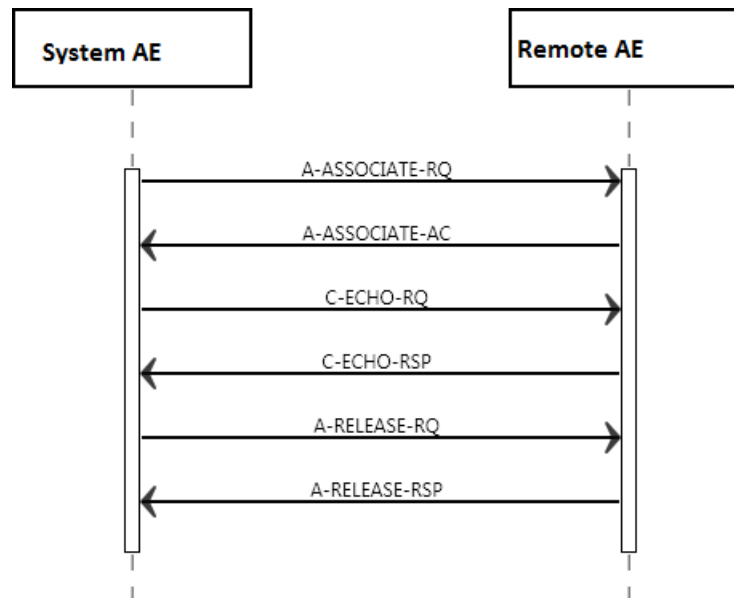 System AE
Remote AE
A-ASSOCIATE-RQ
A-ASSOCIATE-AC
C-ECHO-RQ
C-ECHO-RSP
A-RELEASE-RQ
A-RELEASE-RSP